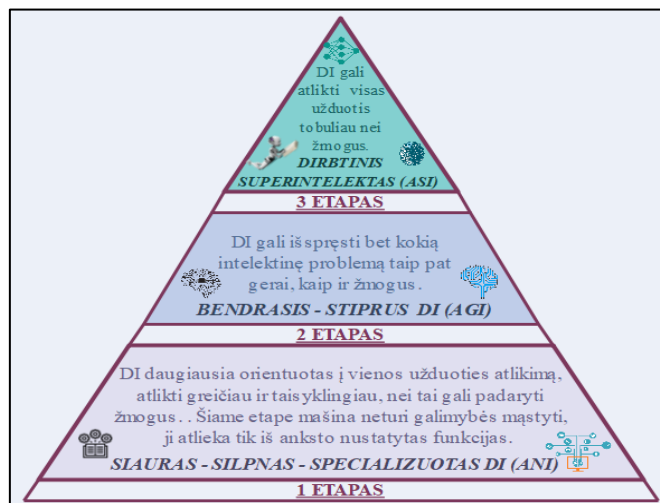 DI gali
atlikti visas
užduotis
tobuliau nei
žmogus.
DIRBTINIS
SUPERINTELEKTAS (ASI)
3 ETAPAS
DI gali išspręsti bet kokią
intelektinę problemą taip pat
gerai, kaip ir žmogus.
BENDRASIS - STIPRUS DI (AGI)
2 ETAPAS
DI daugiausia orientuotas į vienos užduoties atlikimą,
atlikti greičiau ir taisyklingiau, nei tai gali padaryti
žmogus. . Šiame etape mašina neturi galimybės mąstyti,
ji atlieka tik iš anksto nustatytas funkcijas.
SIAURAS - SILPNAS - SPECIALIZUOTAS DI (ANI)
1 ETAPAS